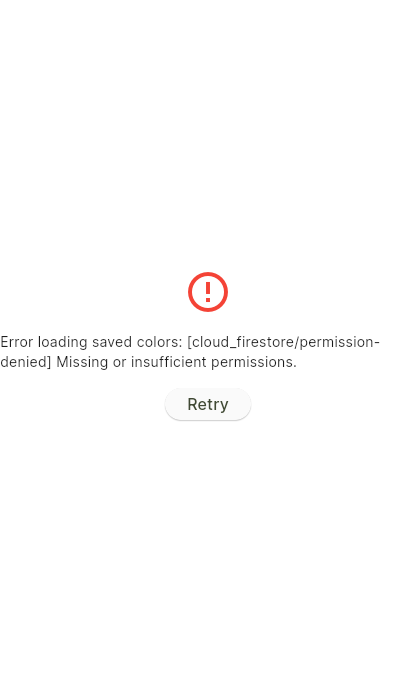 Error loading saved colors: [cloud_firestore/permission-
denied] Missing or insufficient permissions.
Retry